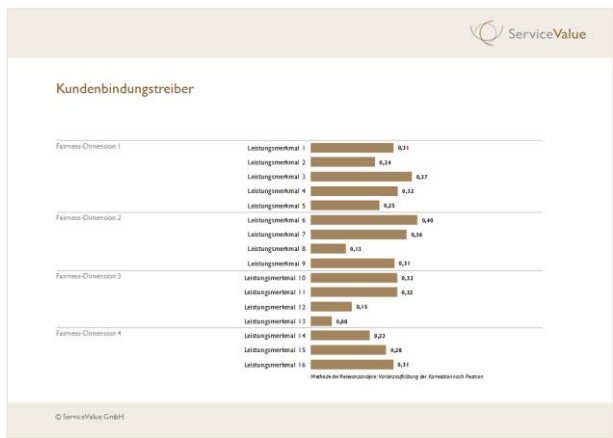 ServiceValue
Kundenbindungstreiber
Fairness-Dimension 1
Leistungsmerkmal 1 0,31
Leistungsmerkmal 2 0,24
Leistungsmerkmal 3 0,37
Leistungsmerkmal 4 0,32
Leistungsmerkmal 5 0,25
Fairness-Dimension 2
Leistungsmerkmal 6 0,40
Leistungsmerkmal 7 0,36
Leistungsmerkmal 8 0,13
Leistungsmerkmal 9 0,31
Fairness-Dimension 3
Leistungsmerkmal 10 0,32
Leistungsmerkmal 11 0,32
Leistungsmerkmal 12 0,15
Leistungsmerkmal 13 0,08
Fairness-Dimension 4
Leistungsmerkmal 14 0,22
Leistungsmerkmal 15 0,28
Leistungsmerkmal 16 0,31
Methode der Relevanzanalyse: Varianzaufklärung der Korrelation nach Pearson
© ServiceValue GmbH